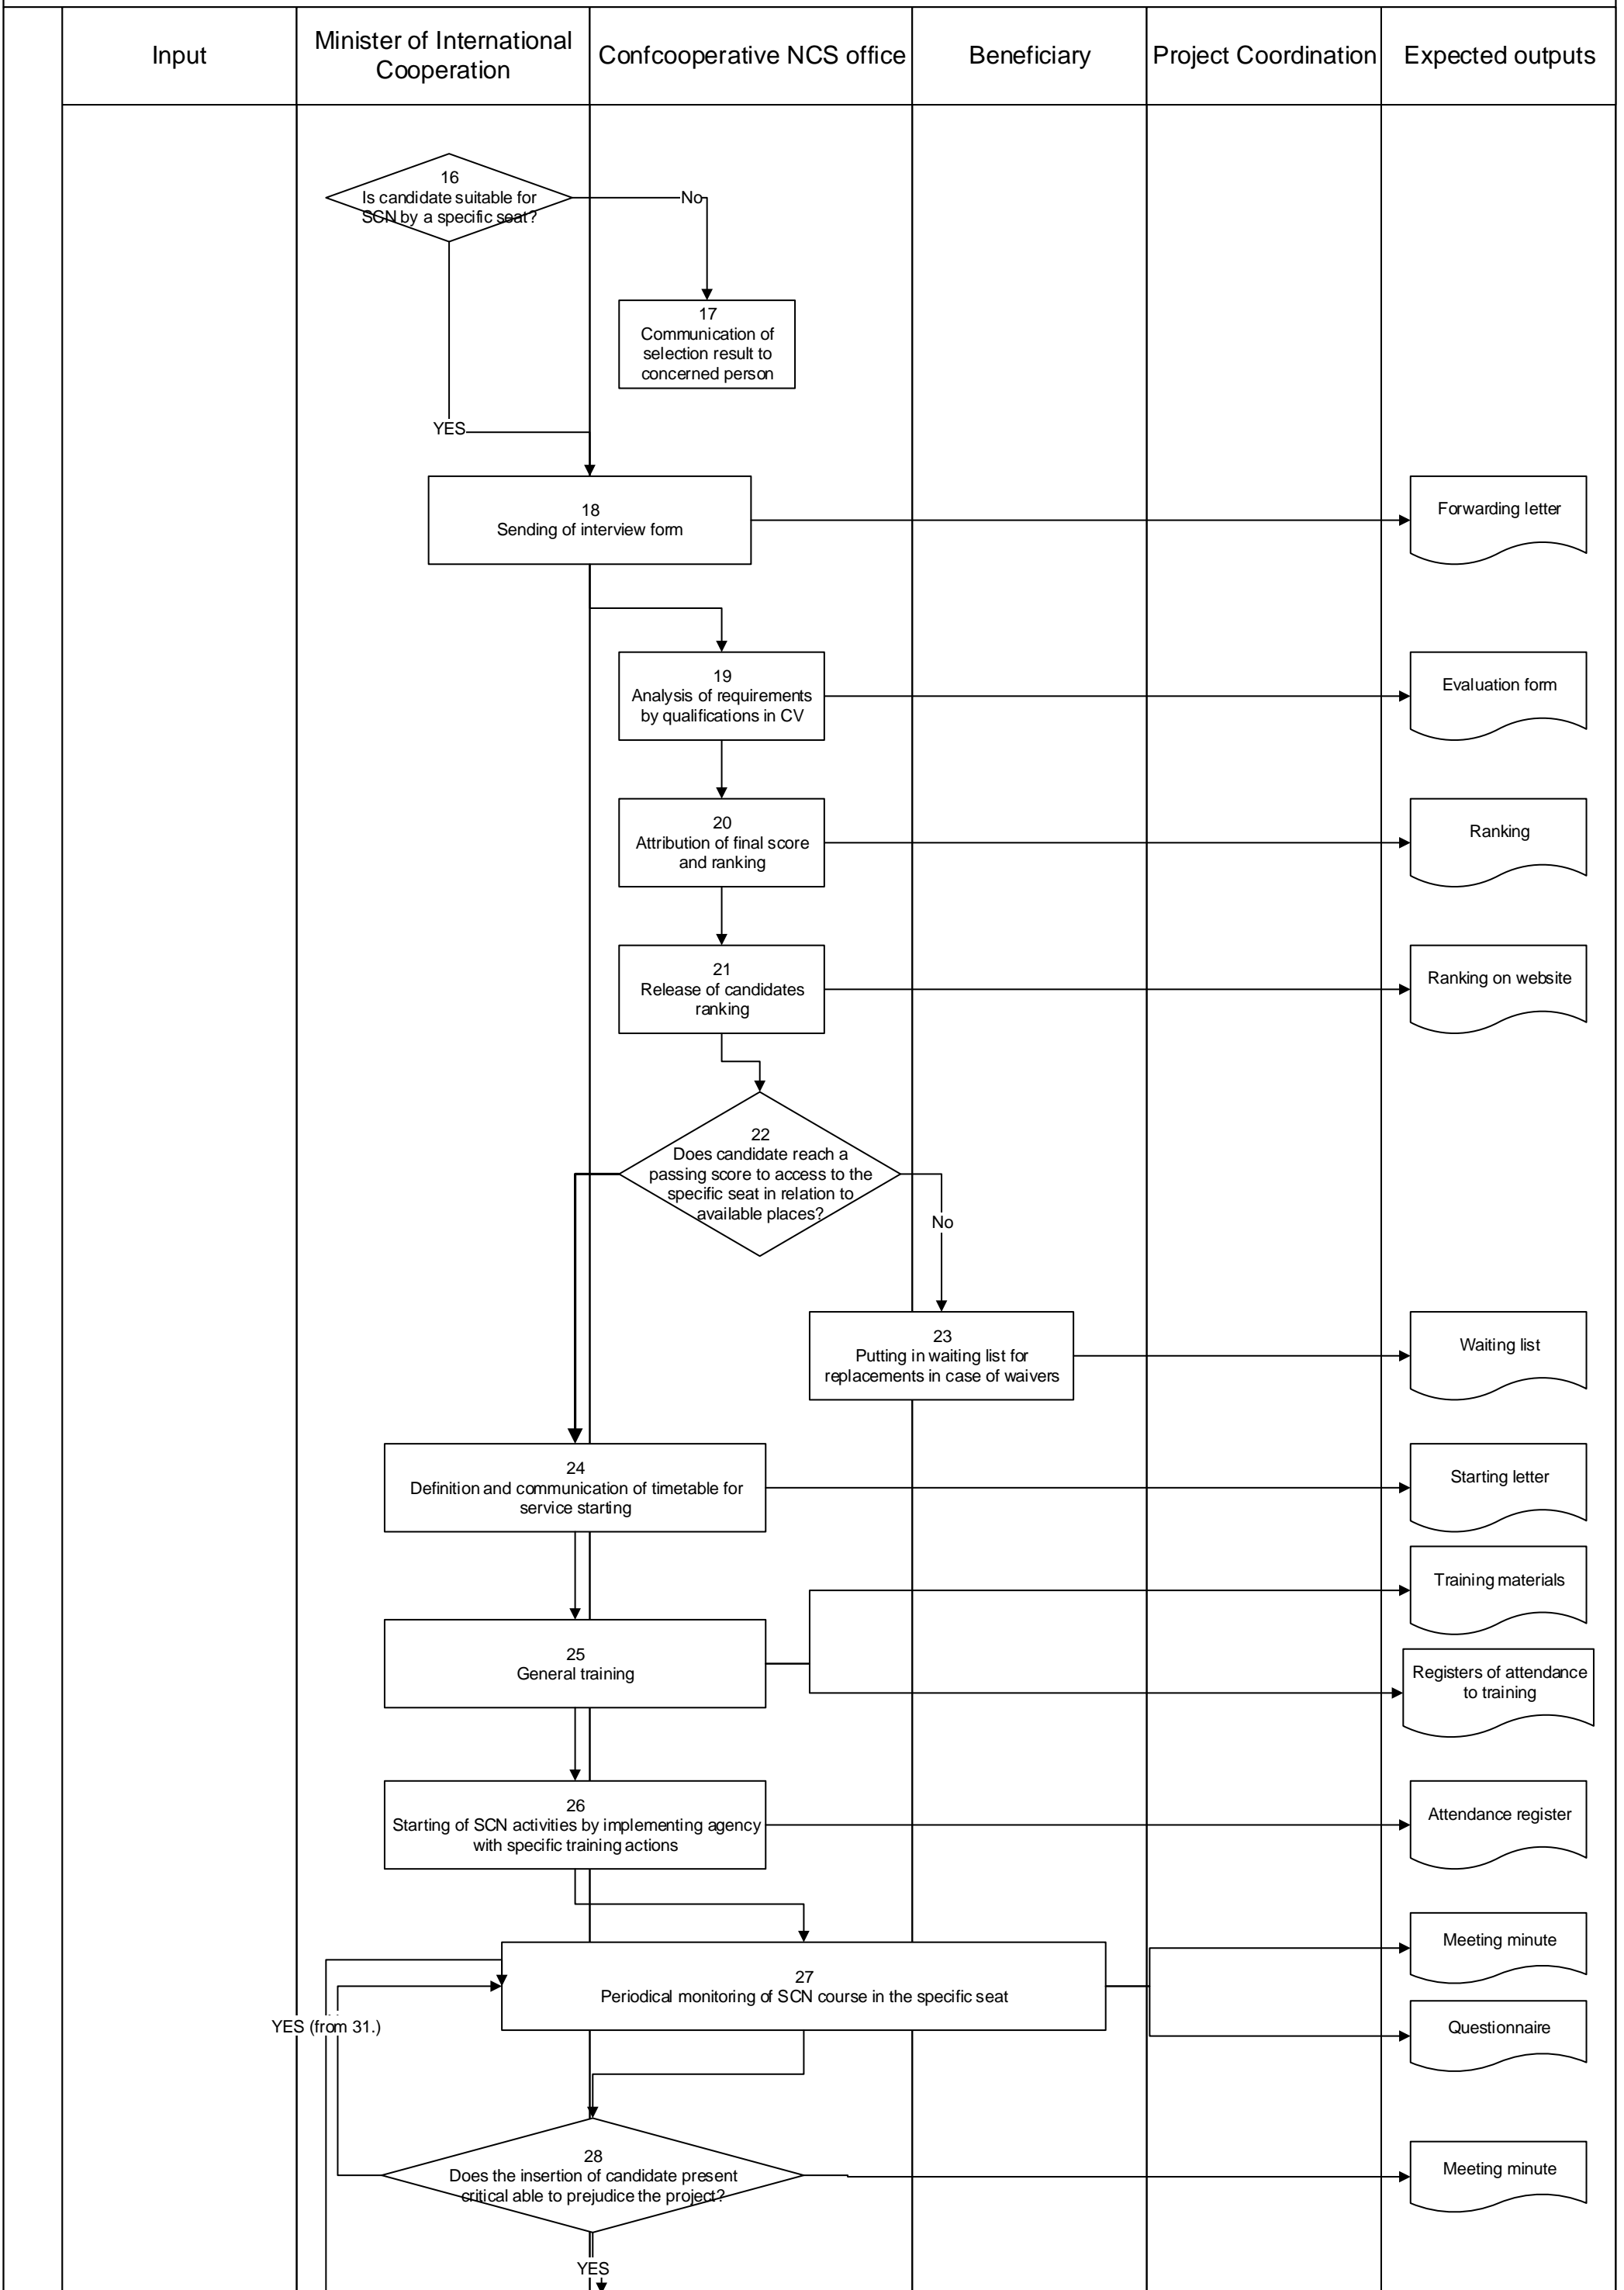 Input
Minister of International
Cooperation
Confcooperative NCS office
Beneficiary
Project Coordination
Expected outputs
16
Is candidate suitable for
SCN by a specific seat?
No
17
Communication of
selection result to
concerned person
YES
18
Sending of interview form
Forwarding letter
19
Analysis of requirements
by qualifications in CV
Evaluation form
20
Attribution of final score
and ranking
Ranking
21
Release of candidates
ranking
Ranking on website
22
Does candidate reach a
passing score to access to the
specific seat in relation to
available places?
No
23
Putting in waiting list for
replacements in case of waivers
Waiting list
24
Definition and communication of timetable for
service starting
Starting letter
Training materials
25
General training
Registers of attendance
to training
26
Starting of SCN activities by implementing agency
with specific training actions
Attendance register
Meeting minute
27
Periodical monitoring of SCN course in the specific seat
YES (from 31.)
Questionnaire
28
Does the insertion of candidate present
critical able to prejudice the project?
Meeting minute
YES